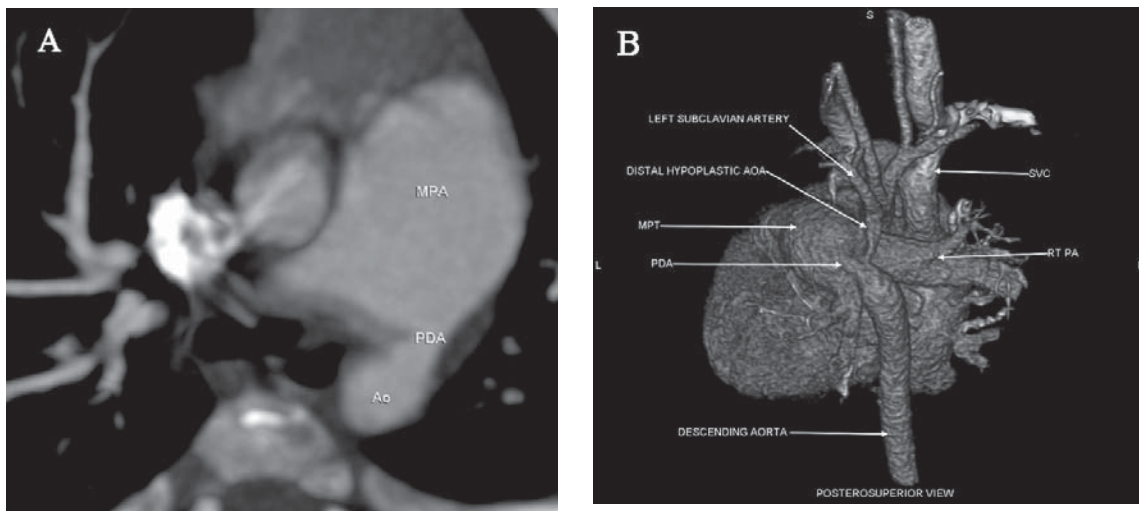 A
MPA
PDA
Ao
B
S
LEFT SUBCLAVIAN ARTERY
DISTAL HYPOPLASTIC AOA
SVC
MPT
PDA
RT PA
L
DESCENDING AORTA
POSTEROSUPERIOR VIEW